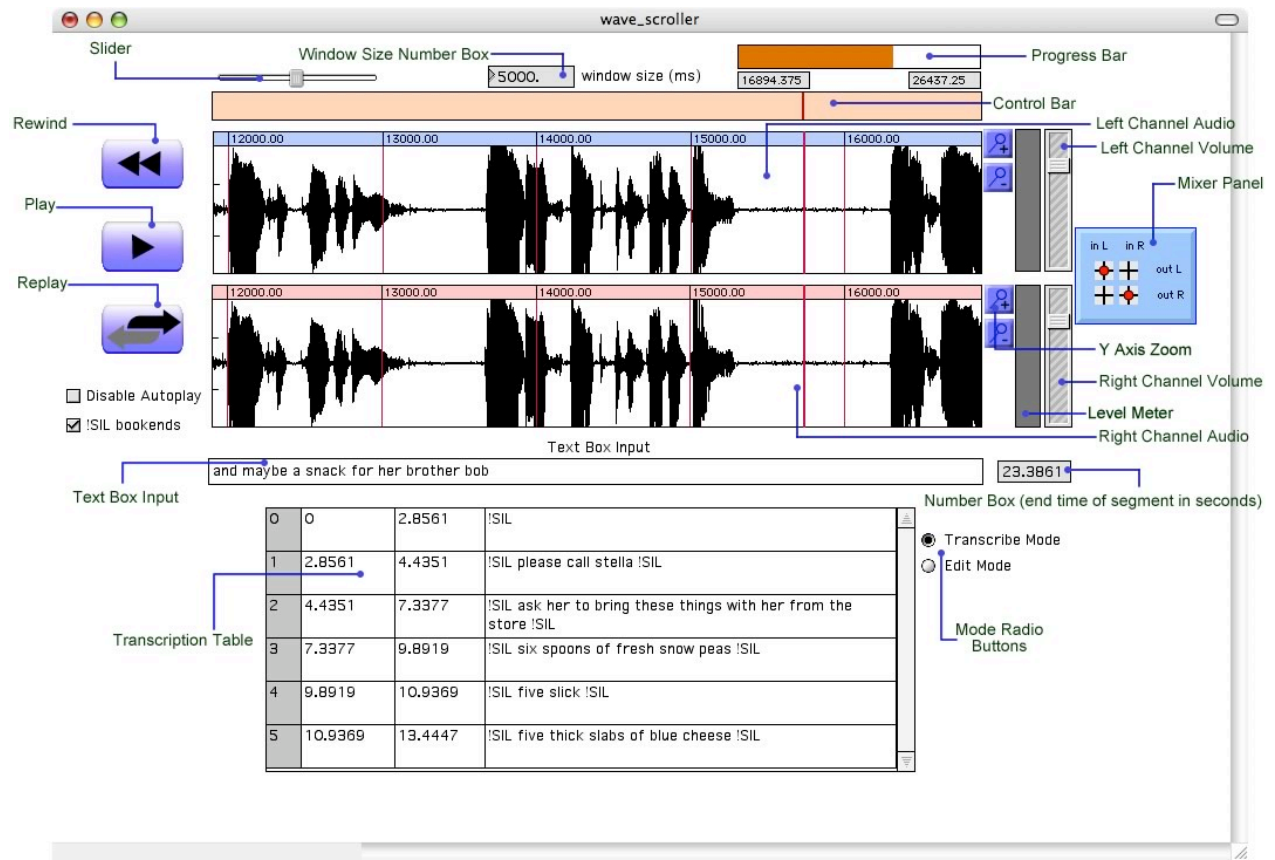 wave_scroller
Slider
Window Size Number Box
5000. window size (ms)
Progress Bar
16894.375 26437.25
Control Bar
Rewind
Left Channel Audio
12000.00 13000.00 14000.00 15000.00 16000.00
Left Channel Volume
Mixer Panel
Play
in L in R
out L
out R
Replay
12000.00 13000.00 14000.00 15000.00 16000.00
Y Axis Zoom
Right Channel Volume
Disable Autoplay
Level Meter
!SIL bookends
Right Channel Audio
Text Box Input
and maybe a snack for her brother bob
23.3861
Text Box Input
Number Box (end time of segment in seconds)
0 0 2.8561 !SIL
Transcribe Mode
1 2.8561 4.4351 !SIL please call stella !SIL
Edit Mode
2 4.4351 7.3377 !SIL ask her to bring these things with her from the
store !SIL
Transcription Table
Mode Radio
Buttons
3 7.3377 9.8919 !SIL six spoons of fresh snow peas !SIL
4 9.8919 10.9369 !SIL five slick !SIL
5 10.9369 13.4447 !SIL five thick slabs of blue cheese !SIL